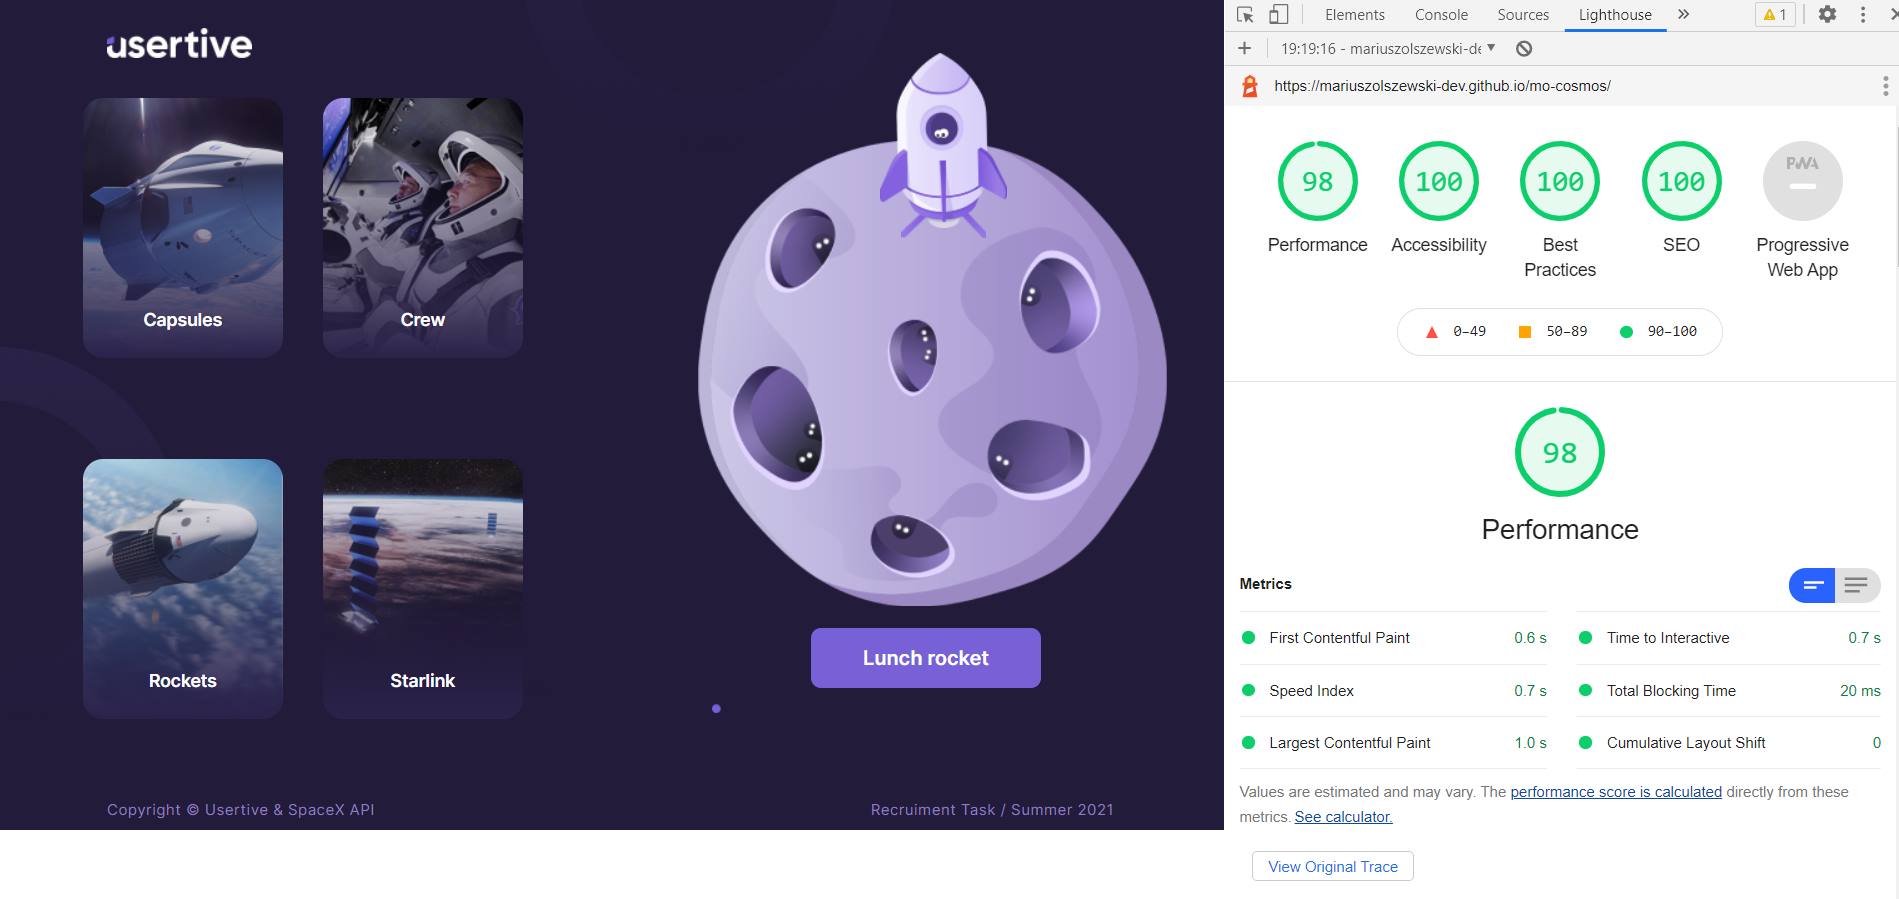 usertive
Capsules
Crew
Rockets
Starlink
Lunch rocket
Copyright © Usertive & SpaceX API
Recruiment Task / Summer 2021
Elements Console Sources Lighthouse
1
19:19:16 - mariuszolszewski-de
https://mariuszolszewski-dev.github.io/mo-cosmos/
98
Performance
100
Accessibility
100
Best
Practices
100
SEO
PWA
Progressive
Web App
0–49 50–89 90–100
98
Performance
Metrics
First Contentful Paint 0.6 s
Time to Interactive 0.7 s
Speed Index 0.7 s
Total Blocking Time 20 ms
Largest Contentful Paint 1.0 s
Cumulative Layout Shift 0
Values are estimated and may vary. The performance score is calculated directly from these
metrics. See calculator.
View Original Trace